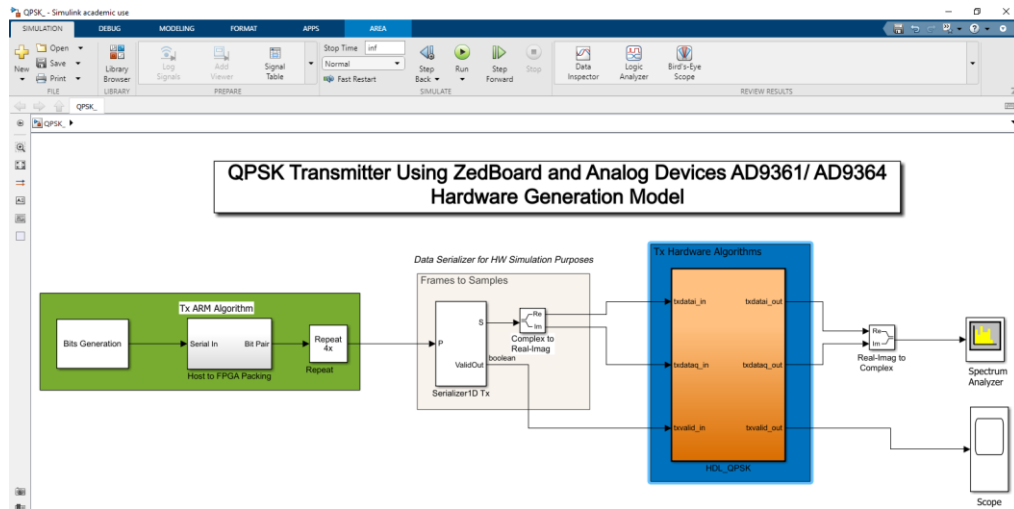 QPSK_ - Simulink academic use
SIMULATION DEBUG MODELING FORMAT APPS AREA
New
Open
Save
Print
FILE
Library Browser
LIBRARY
Log Signals
Add Viewer
Signal Table
PREPARE
Stop Time inf
Normal
Fast Restart
Step Back
Run
Step Forward
Stop
SIMULATE
Data Inspector
Logic Analyzer
Bird's-Eye Scope
REVIEW RESULTS
QPSK_
QPSK_
QPSK Transmitter Using ZedBoard and Analog Devices AD9361/ AD9364
Hardware Generation Model
Data Serializer for HW Simulation Purposes
Tx Hardware Algorithms
Frames to Samples
Tx ARM Algorithm
Bits Generation
Serial In Bit Pair
Host to FPGA Packing
Repeat
4x
Repeat
P
S
ValidOut
Serializer1D Tx
Re
Im
Complex to
Real-Imag
boolean
txdatai_in txdatai_out
txdataq_in txdataq_out
txvalid_in txvalid_out
HDL_QPSK
Re
Im
Real-Imag to
Complex
Spectrum
Analyzer
Scope